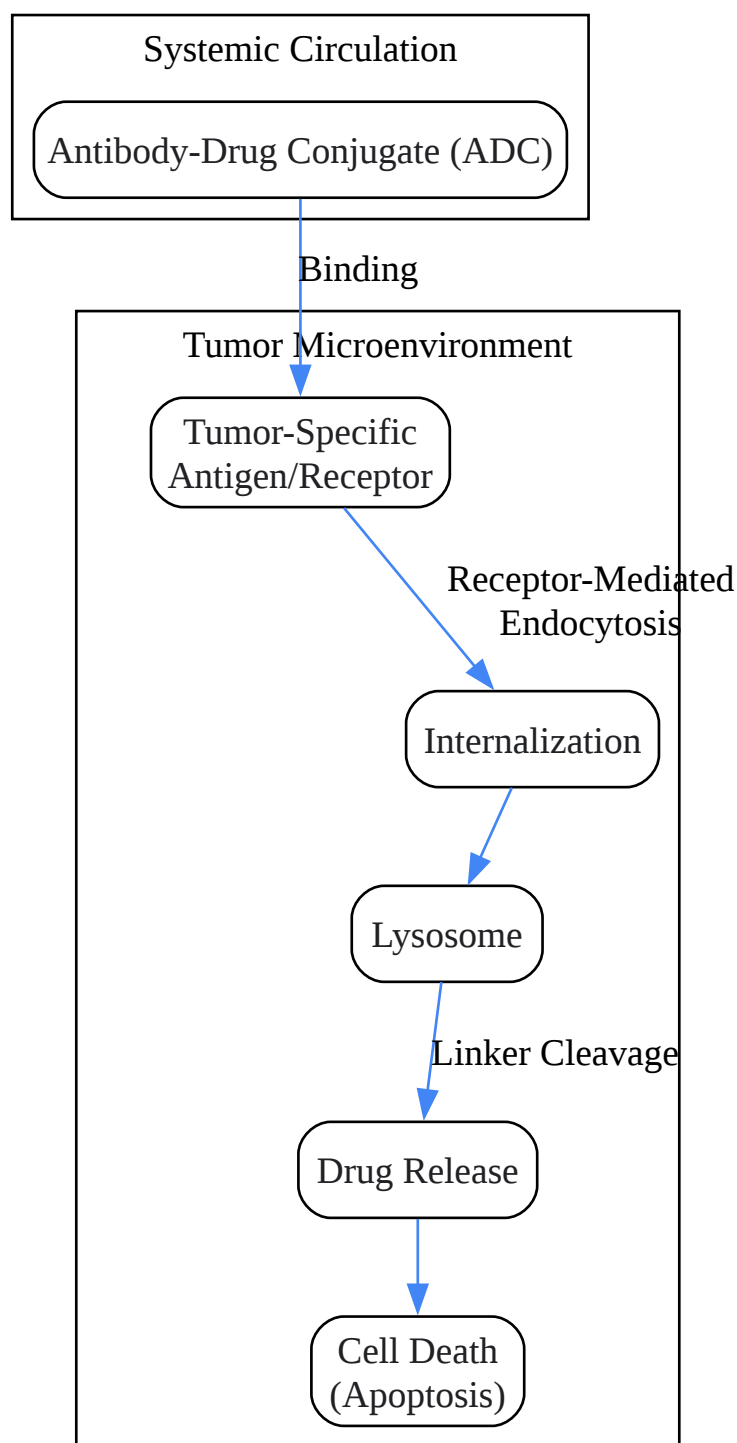 Systemic Circulation
Antibody-Drug Conjugate (ADC)
Binding
Tumor Microenvironment
Tumor-Specific
Antigen/Receptor
Receptor-Mediated
Endocytosis
Internalization
Lysosome
Linker Cleavage
Drug Release
Cell Death
(Apoptosis)